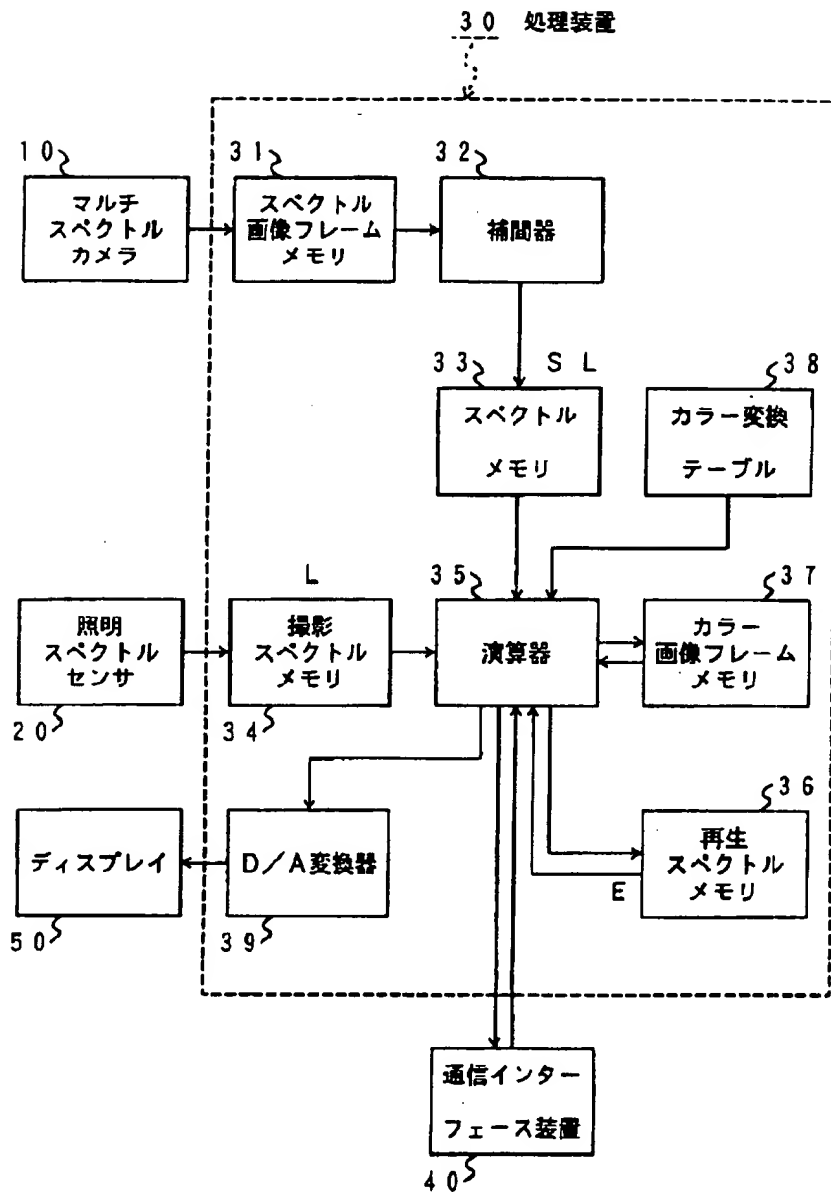 30 処理装置
10
31
32
マルチ
スペクトル
カメラ
スペクトル
画像フレーム
メモリ
補間器
33
SL
38
スペクトル
メモリ
カラー変換
テーブル
L
35
37
照明
スペクトル
センサ
撮影
スペクトル
メモリ
演算器
カラー
画像フレーム
メモリ
20
34
36
ディスプレイ
D/A変換器
再生
スペクトル
メモリ
E
50
39
通信インター
フェース装置
40